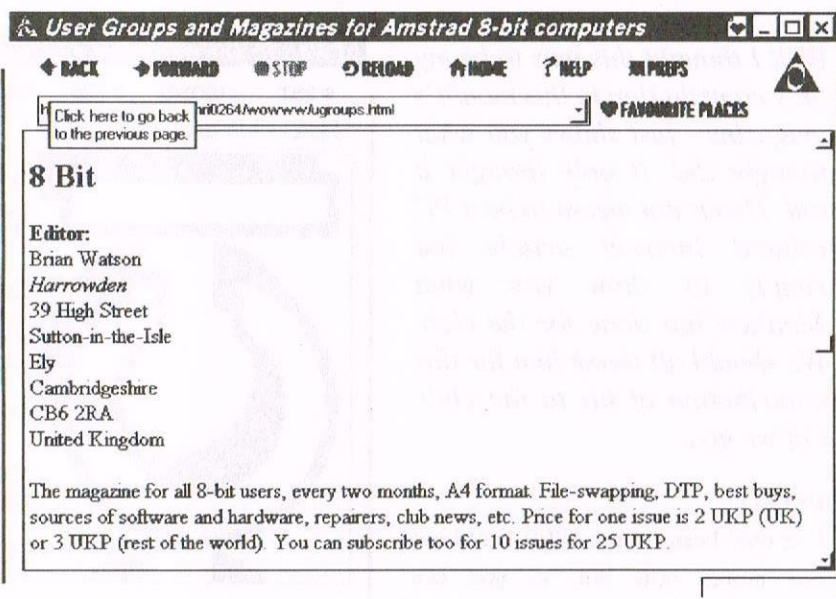 User Groups and Magazines for Amstrad 8-bit computers
BACK FORWARD STOP RELOAD HOME HELP PREFS
hri0264/wowww/ugroups.html FAVOURITE PLACES
Click here to go back
to the previous page.
8 Bit
Editor:
Brian Watson
Harrowden
39 High Street
Sutton-in-the-Isle
Ely
Cambridgeshire
CB6 2RA
United Kingdom
The magazine for all 8-bit users, every two months, A4 format. File-swapping, DTP, best buys,
sources of software and hardware, repairers, club news, etc. Price for one issue is 2 UKP (UK)
or 3 UKP (rest of the world). You can subscribe too for 10 issues for 25 UKP.